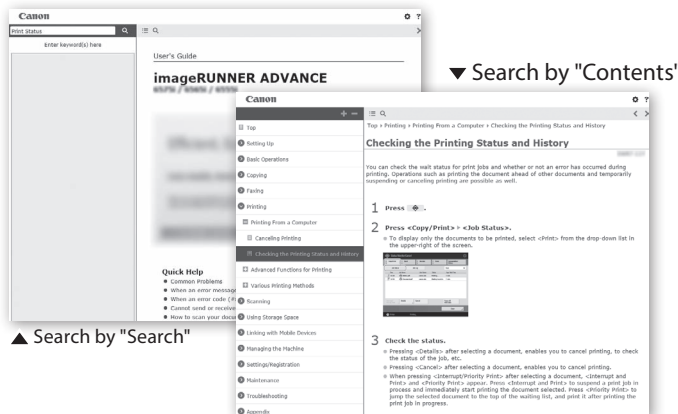 Canon
?
Print Status
Enter keyword(s) here
User's Guide
imageRUNNER ADVANCE
6575i / 6565i / 6555i
Quick Help
Common Problems
When an error message
When an error code (
Cannot send or receive
How to scan your docu
▲ Search by "Search"
▼ Search by "Contents"
Canon
?
+ −
Top
Setting Up
Basic Operations
Copying
Faxing
Printing
Printing From a Computer
Canceling Printing
Checking the Printing Status and History
Advanced Functions for Printing
Various Printing Methods
Scanning
Using Storage Space
Linking with Mobile Devices
Managing the Machine
Settings/Registration
Maintenance
Troubleshooting
Appendix
Top › Printing › Printing From a Computer › Checking the Printing Status and History
Checking the Printing Status and History
You can check the wait status for print jobs and whether or not an error has occurred during
printing. Operations such as printing the document ahead of other documents and temporarily
suspending or canceling printing are possible as well.
1 Press .
2 Press <Copy/Print> ▸ <Job Status>.
To display only the documents to be printed, select <Print> from the drop-down list in
the upper-right of the screen.
3 Check the status.
Pressing <Details> after selecting a document, enables you to cancel printing, to check
the status of the job, etc.
Pressing <Cancel> after selecting a document, enables you to cancel printing.
When pressing <Interrupt/Priority Print> after selecting a document, <Interrupt and
Print> and <Priority Print> appear. Press <Interrupt and Print> to suspend a print job in
process and immediately start printing the document selected. Press <Priority Print> to
jump the selected document to the top of the waiting list, and print it after printing the
print job in progress.